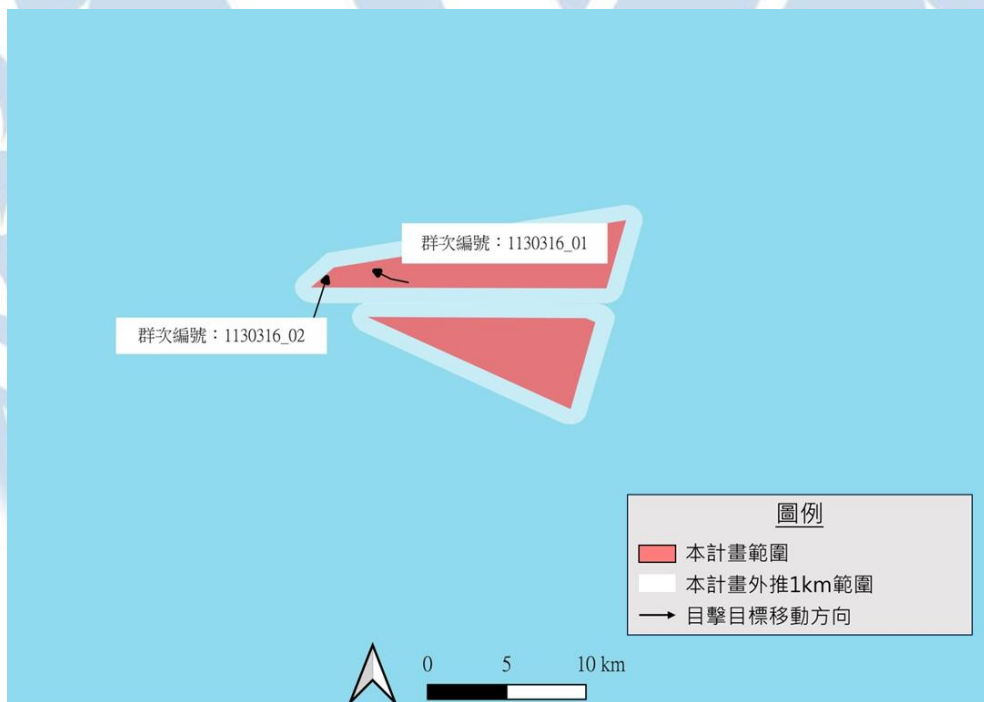 群次編號：1130316_01
群次編號：1130316_02
圖例
本計畫範圍
本計畫外推1km範圍
目擊目標移動方向
0 5 10 km